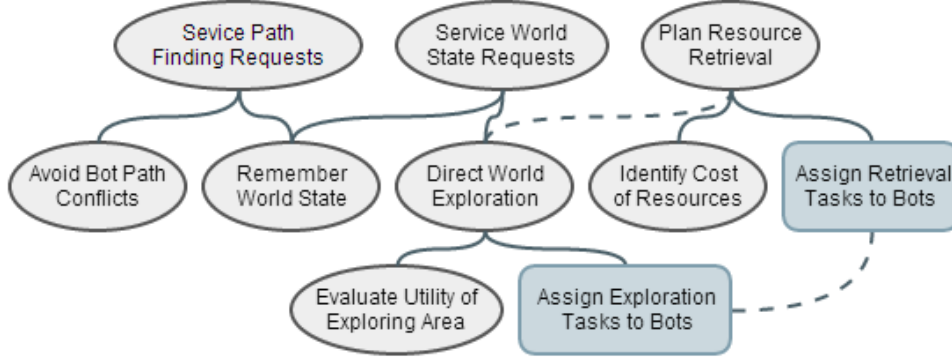 Sevice Path
Finding Requests
Service World
State Requests
Plan Resource
Retrieval
Avoid Bot Path
Conflicts
Remember
World State
Direct World
Exploration
Identify Cost
of Resources
Assign Retrieval
Tasks to Bots
Evaluate Utility of
Exploring Area
Assign Exploration
Tasks to Bots